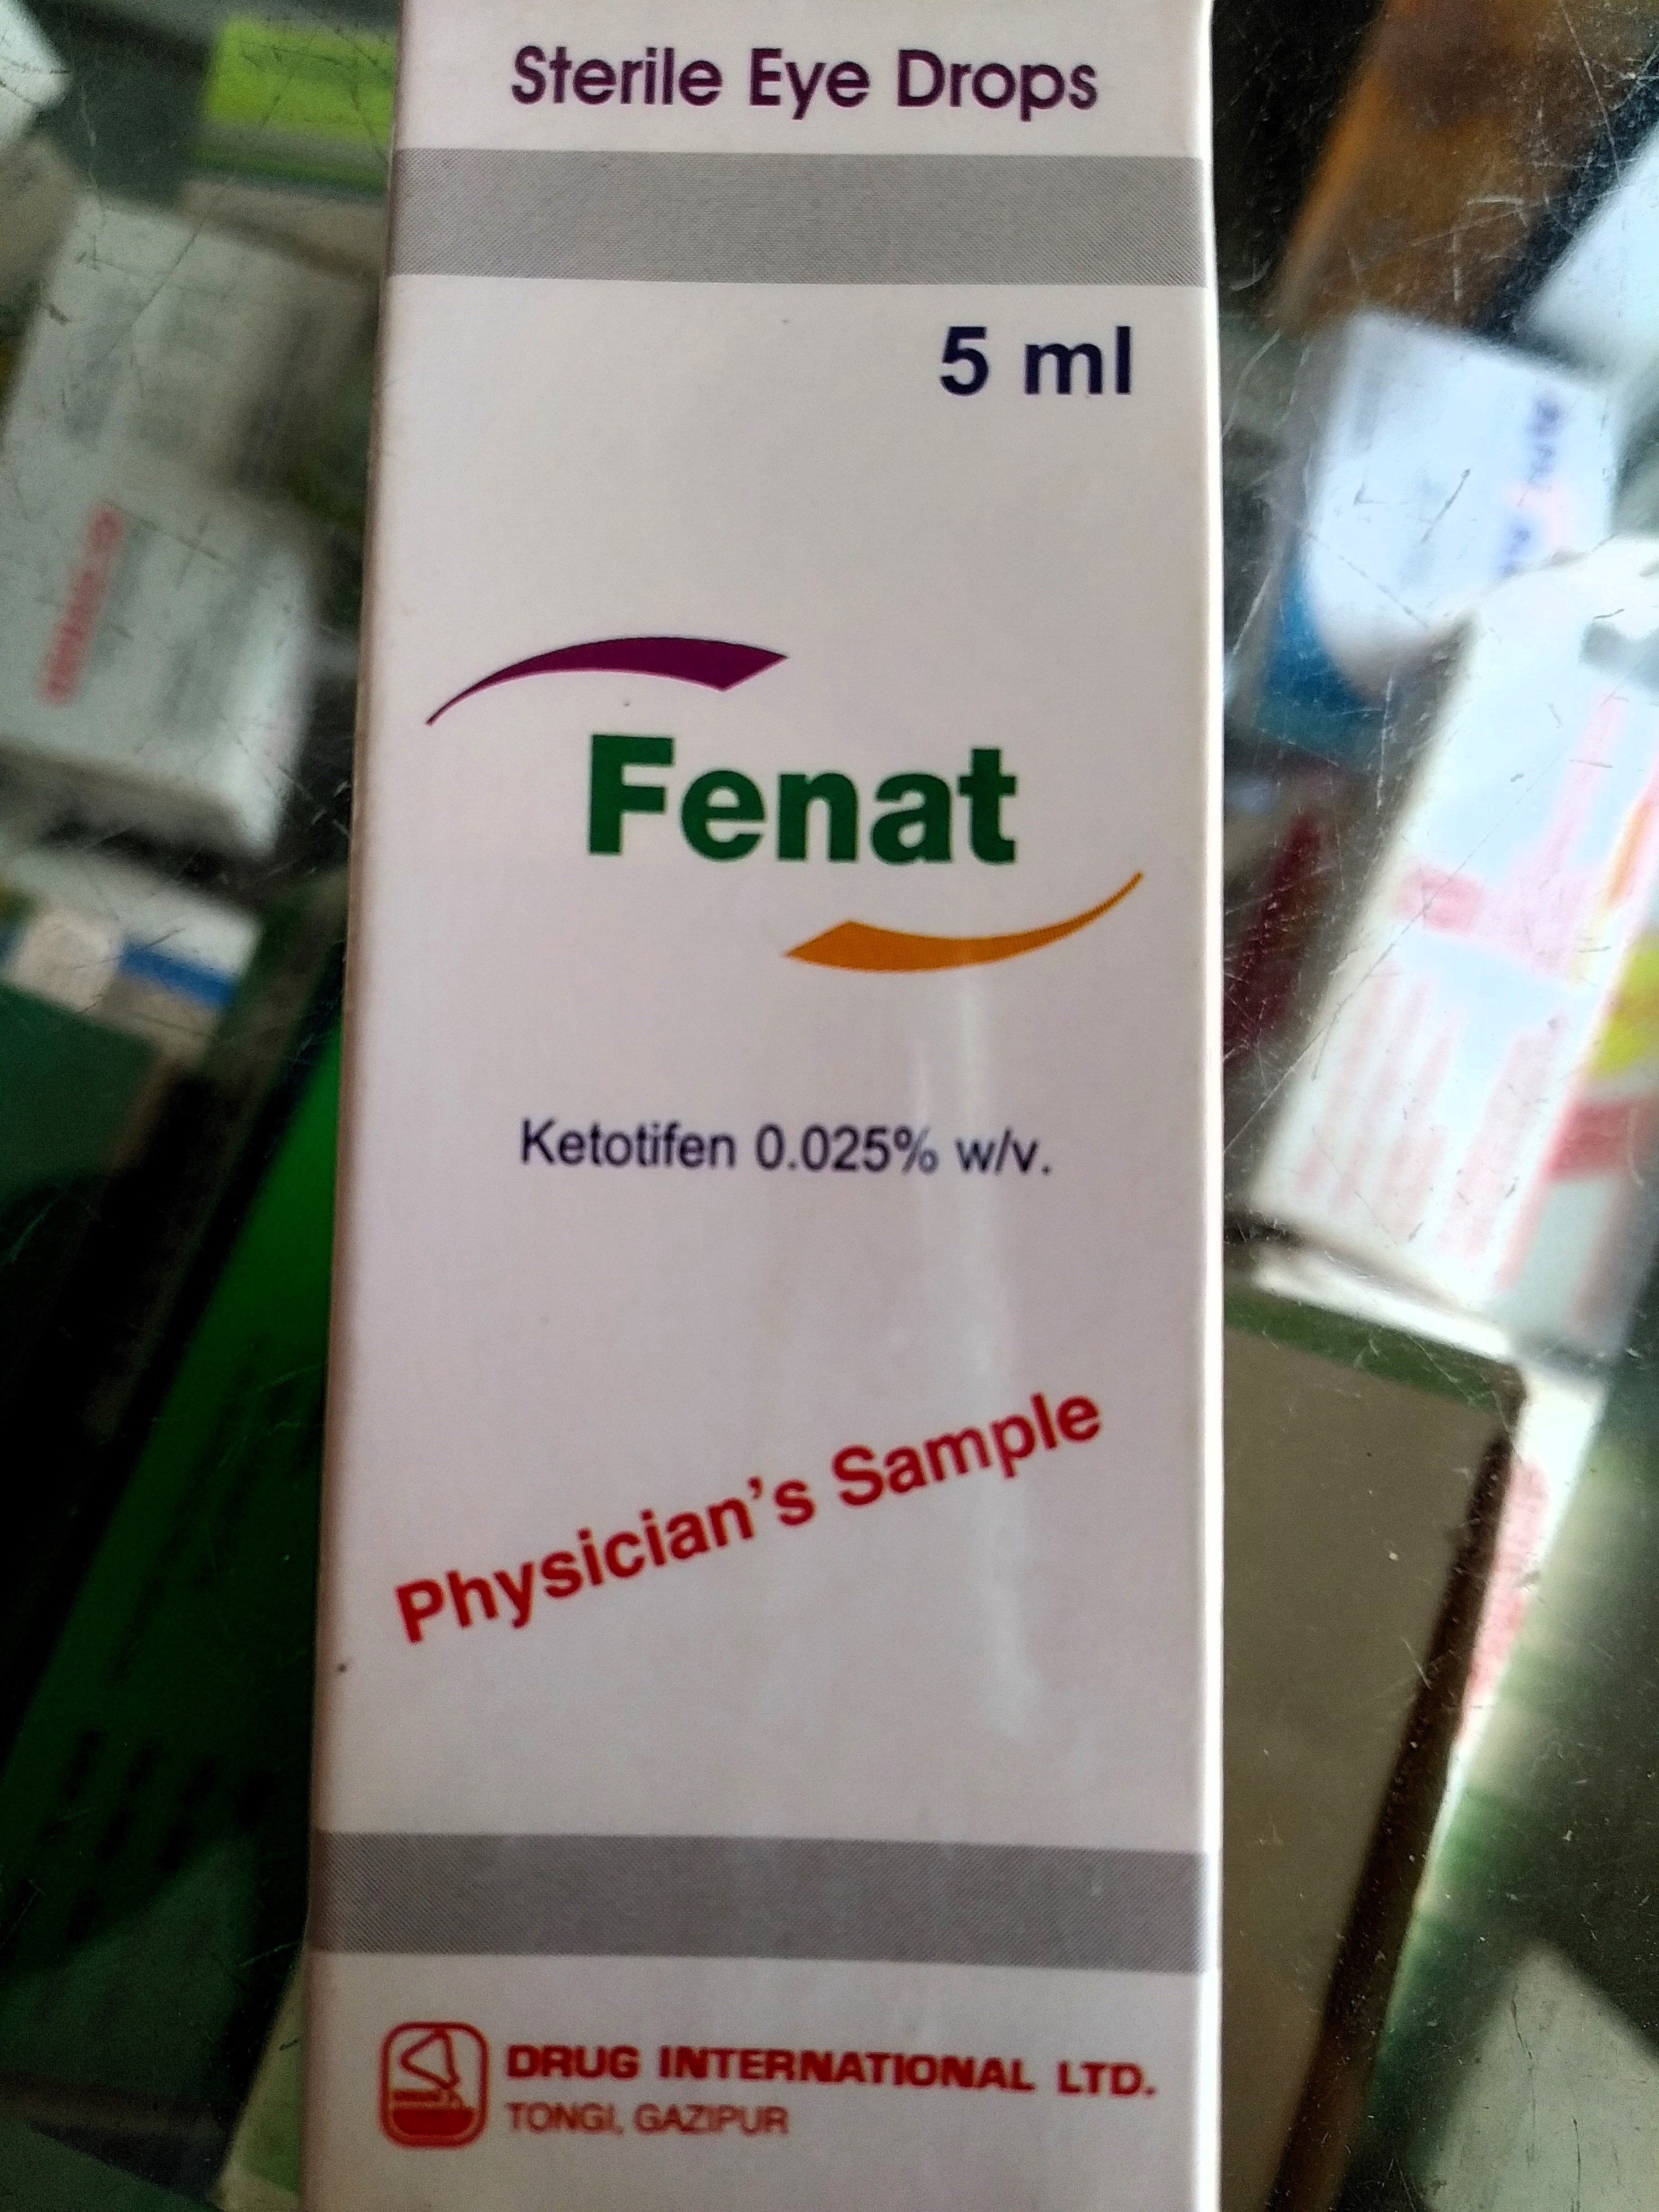 Sterile Eye Drops
5 ml
Fenat
Ketotifen 0.025% w/v.
Physician's Sample
DRUG INTERNATIONAL LTD.
TONGI, GAZIPUR